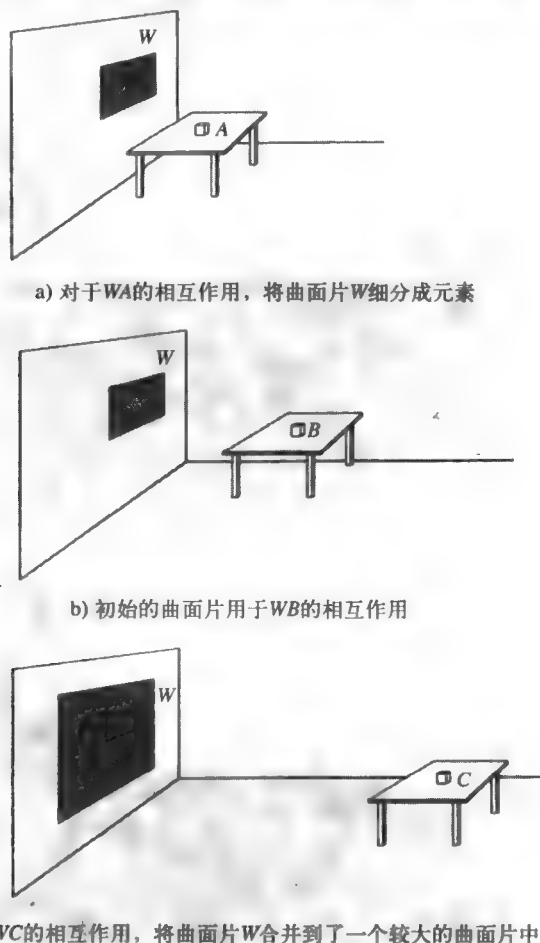 W
A
a) 对于WA的相互作用，将曲面片W细分成元素
W
B
b) 初始的曲面片用于WB的相互作用
W
C
WC的相互作用，将曲面片W合并到了一个较大的曲面片中